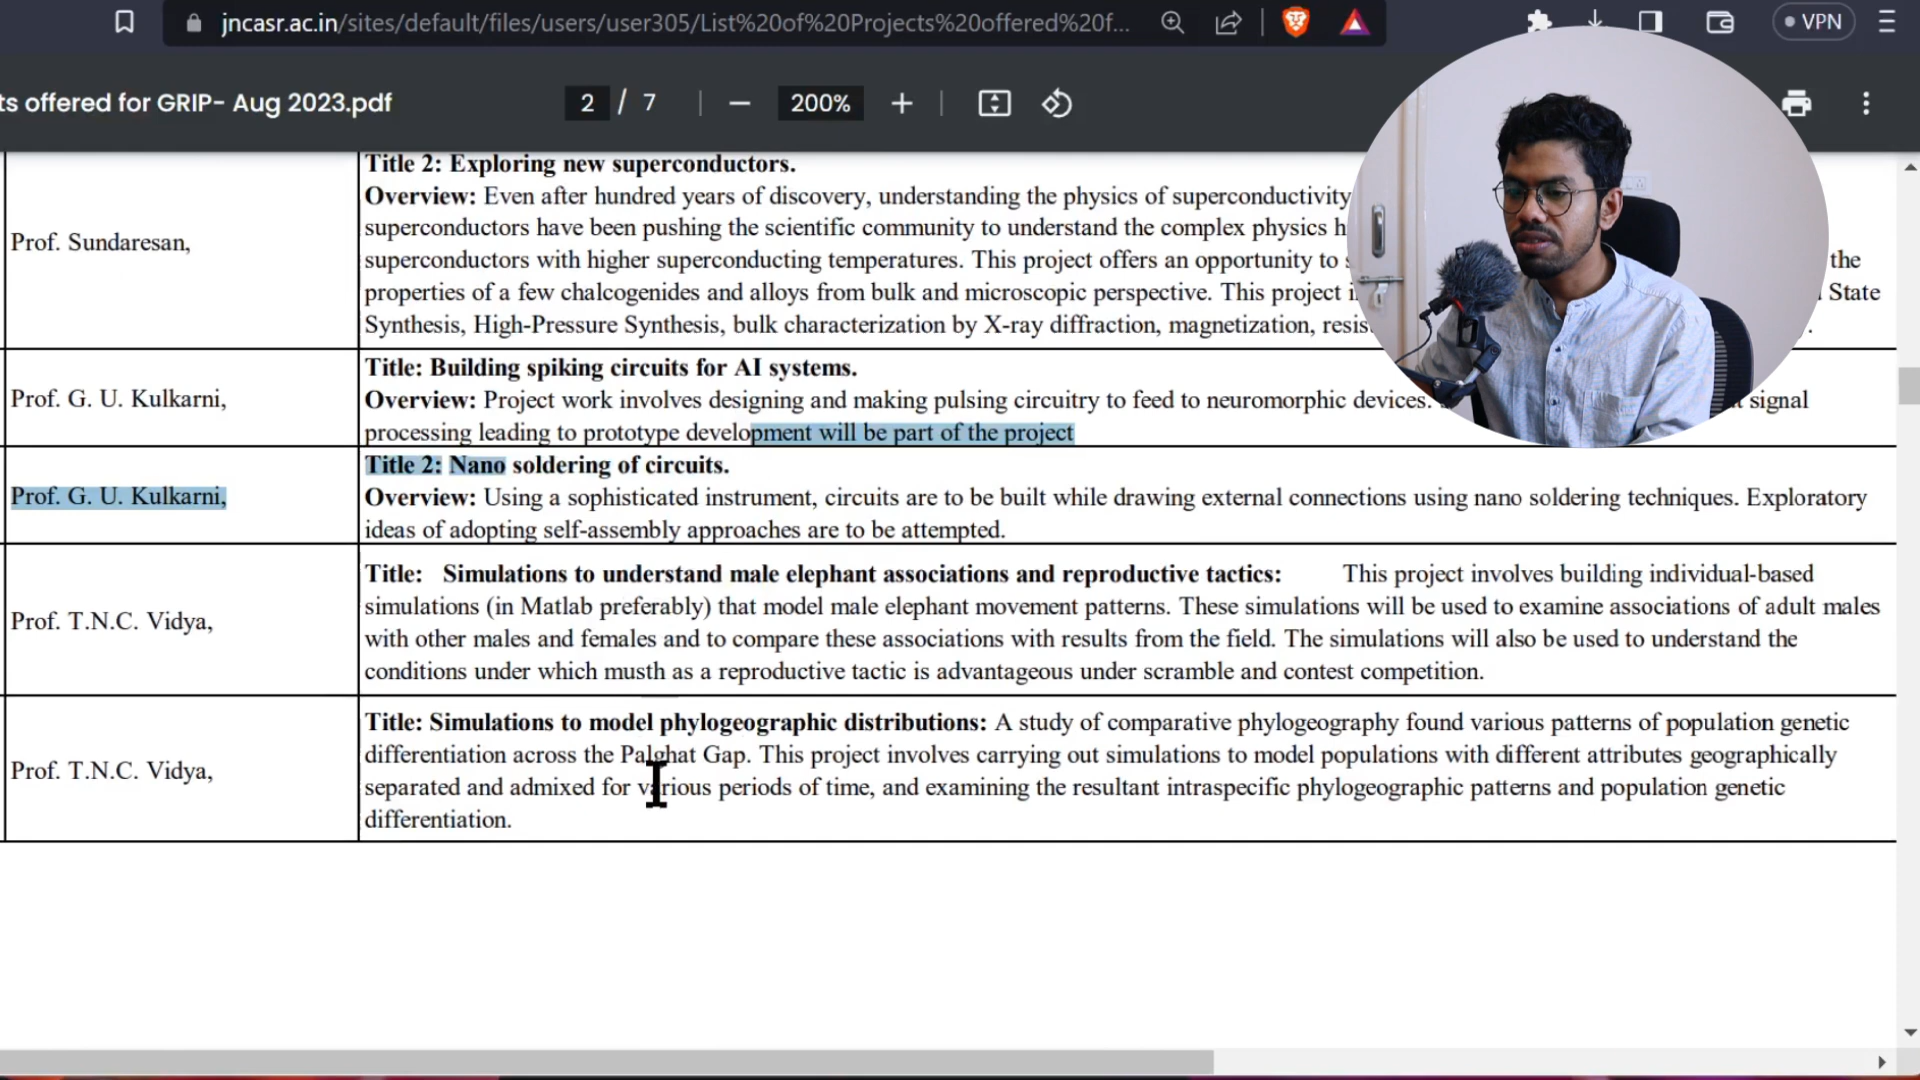 jncasr.ac.in/sites/default/files/users/user305/List%20of%20Projects%20offered%20f...
VPN
ts offered for GRIP- Aug 2023.pdf
2 / 7
200%
Title 2: Exploring new superconductors.
Prof. Sundaresan,
Overview: Even after hundred years of discovery, understanding the physics of superconductivity
superconductors have been pushing the scientific community to understand the complex physics h
superconductors with higher superconducting temperatures. This project offers an opportunity to s the
properties of a few chalcogenides and alloys from bulk and microscopic perspective. This project i State
Synthesis, High-Pressure Synthesis, bulk characterization by X-ray diffraction, magnetization, resis .
Prof. G. U. Kulkarni,
Title: Building spiking circuits for AI systems.
Overview: Project work involves designing and making pulsing circuitry to feed to neuromorphic devices. signal
processing leading to prototype development will be part of the project
Prof. G. U. Kulkarni,
Title 2: Nano soldering of circuits.
Overview: Using a sophisticated instrument, circuits are to be built while drawing external connections using nano soldering techniques. Exploratory
ideas of adopting self-assembly approaches are to be attempted.
Prof. T.N.C. Vidya,
Title: Simulations to understand male elephant associations and reproductive tactics: This project involves building individual-based
simulations (in Matlab preferably) that model male elephant movement patterns. These simulations will be used to examine associations of adult males
with other males and females and to compare these associations with results from the field. The simulations will also be used to understand the
conditions under which musth as a reproductive tactic is advantageous under scramble and contest competition.
Prof. T.N.C. Vidya,
Title: Simulations to model phylogeographic distributions: A study of comparative phylogeography found various patterns of population genetic
differentiation across the Palghat Gap. This project involves carrying out simulations to model populations with different attributes geographically
separated and admixed for various periods of time, and examining the resultant intraspecific phylogeographic patterns and population genetic
differentiation.